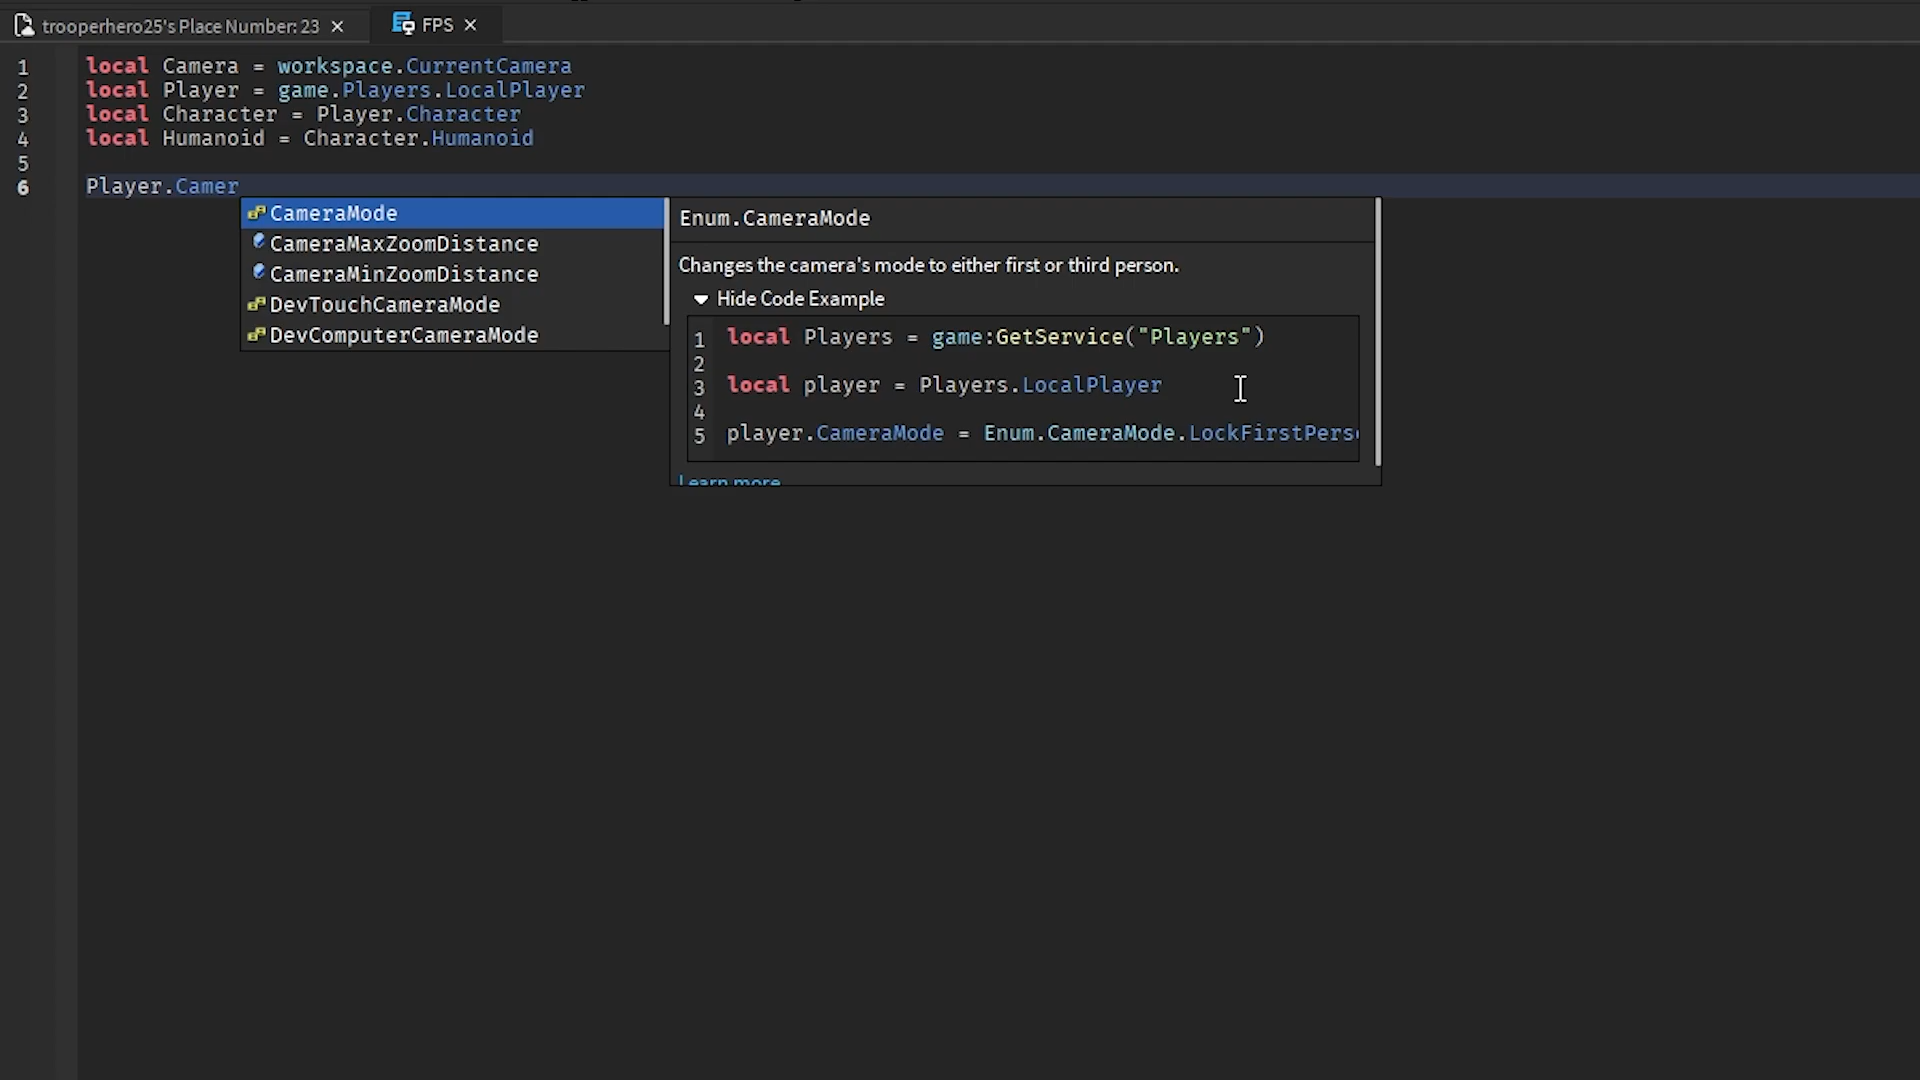 trooperhero25's Place Number: 23 ×
FPS ×
1 local Camera = workspace.CurrentCamera
2 local Player = game.Players.LocalPlayer
3 local Character = Player.Character
4 local Humanoid = Character.Humanoid
5
6 Player.Camer
CameraMode
CameraMaxZoomDistance
CameraMinZoomDistance
DevTouchCameraMode
DevComputerCameraMode
Enum.CameraMode
Changes the camera's mode to either first or third person.
Hide Code Example
1 local Players = game:GetService("Players")
2
3 local player = Players.LocalPlayer
4
5 player.CameraMode = Enum.CameraMode.LockFirstPers
Learn more